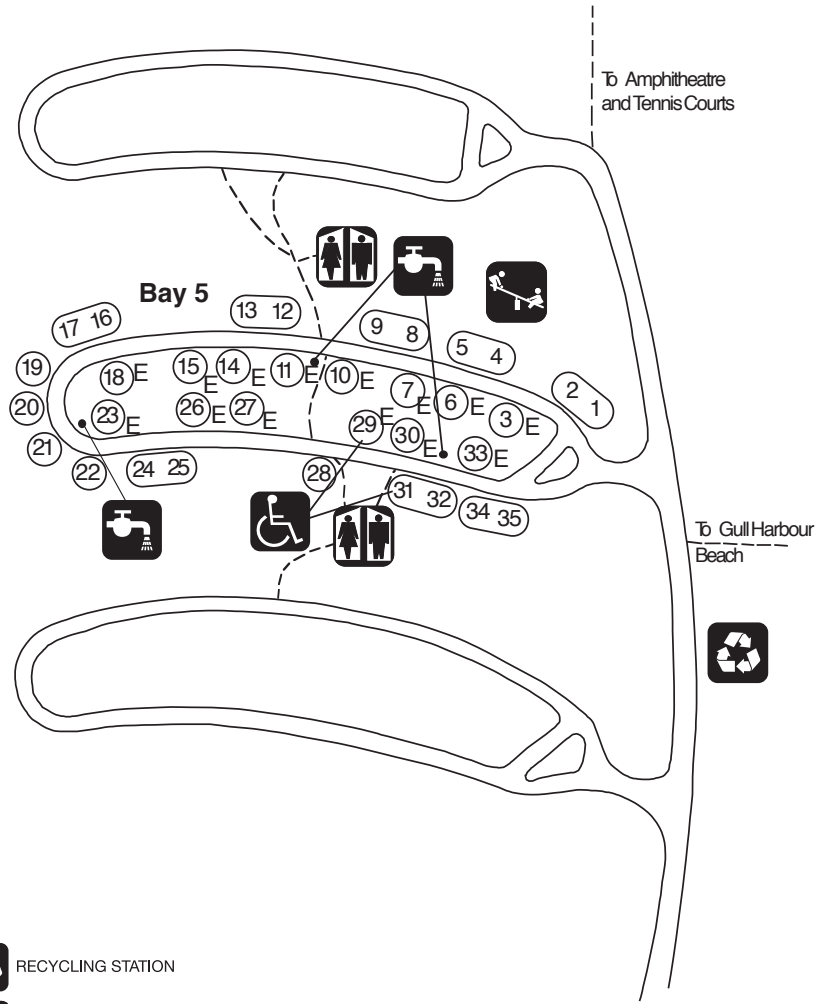 To Amphitheatre
and Tennis Courts
Bay 5
13 12
17 16
9 8
5 4
19
15 14 11 10
2
18 E
E E E E
7
1
20
23 E
26 E 27 E
29 E
E 6 E
3 E
21
30 E
33 E
22
24 25
28
31 32
34 35
To Gull Harbour
Beach
RECYCLING STATION